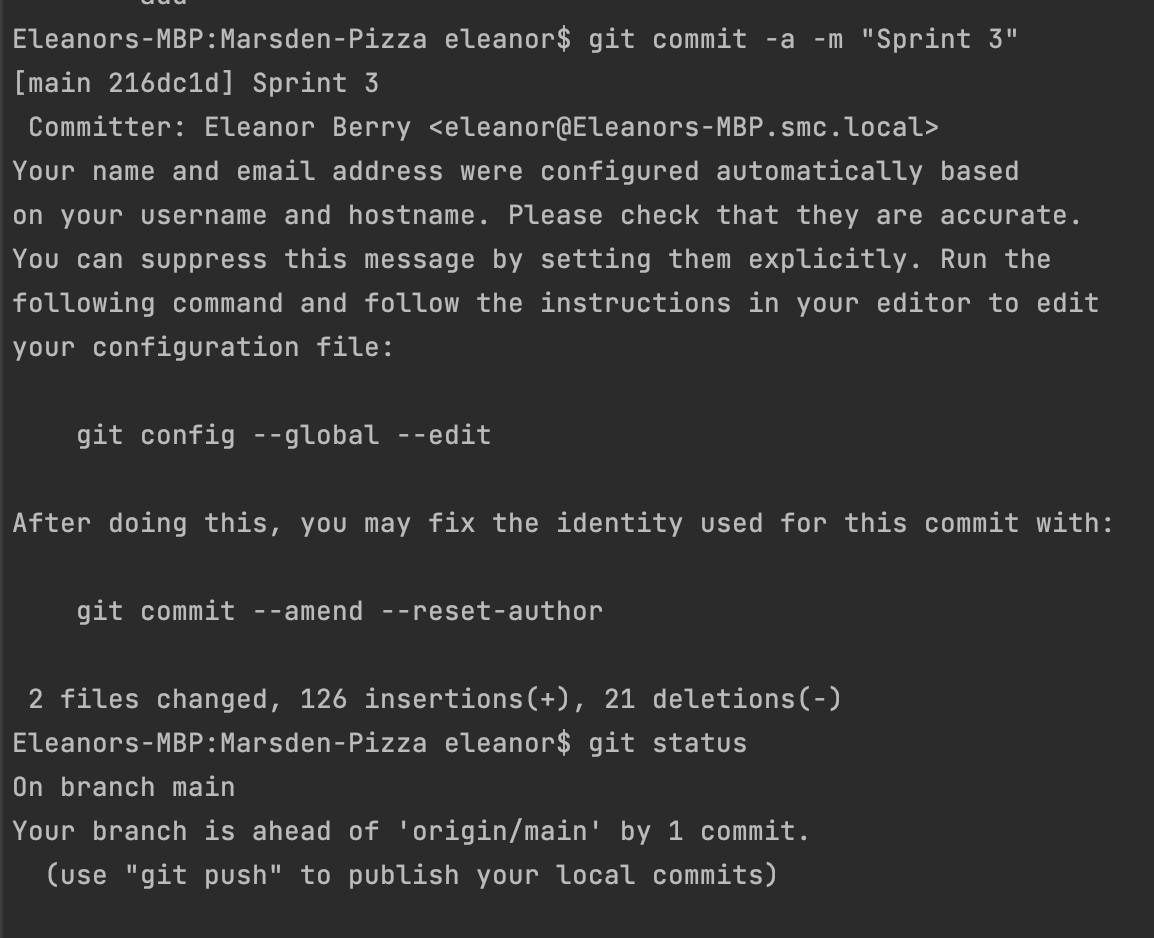 Eleanors-MBP:Marsden-Pizza eleanor$ git commit -a -m "Sprint 3"
[main 216dc1d] Sprint 3
 Committer: Eleanor Berry <eleanor@Eleanors-MBP.smc.local>
Your name and email address were configured automatically based
on your username and hostname. Please check that they are accurate.
You can suppress this message by setting them explicitly. Run the
following command and follow the instructions in your editor to edit
your configuration file:

    git config --global --edit

After doing this, you may fix the identity used for this commit with:

    git commit --amend --reset-author

 2 files changed, 126 insertions(+), 21 deletions(-)
Eleanors-MBP:Marsden-Pizza eleanor$ git status
On branch main
Your branch is ahead of 'origin/main' by 1 commit.
  (use "git push" to publish your local commits)